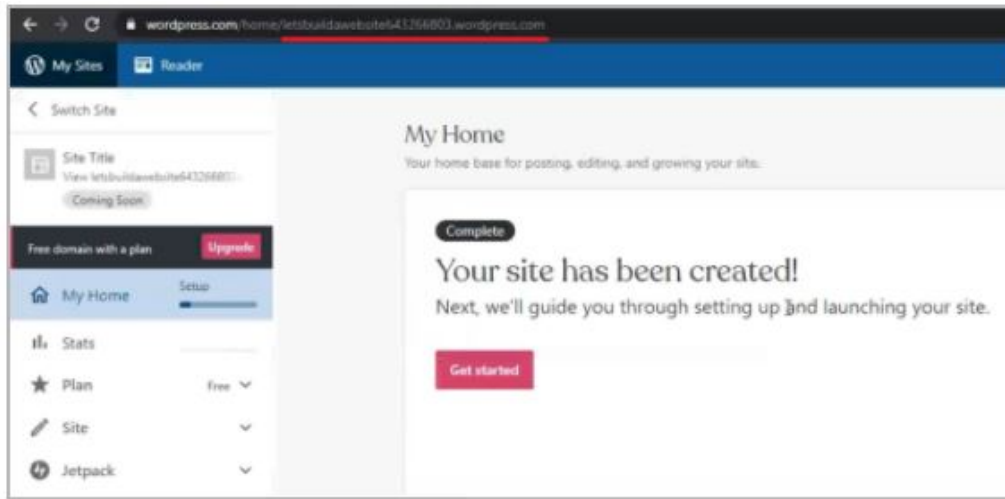 wordpress.com/home/letsbuildawebsite643266803.wordpress.com
My Sites Reader
Switch Site
Site Title
View letsbuildawebsite643266803
Coming Soon
Free domain with a plan Upgrade
My Home Setup
Stats
Plan Free
Site
Jetpack
My Home
Your home base for posting, editing, and growing your site.
Complete
Your site has been created!
Next, we'll guide you through setting up and launching your site.
Get started